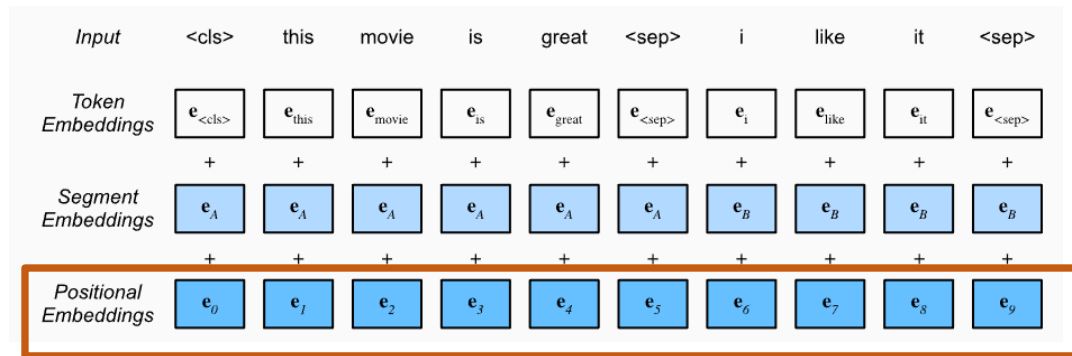 Input <cls> this movie is great <sep> i like it <sep>
Token Embeddings e<cls> ethis emovie eis egreat e<sep> ei elike eit e<sep>
+ + + + + + + + + +
Segment Embeddings eA eA eA eA eA eA eB eB eB eB
+ + + + + + + + + +
Positional Embeddings e0 e1 e2 e3 e4 e5 e6 e7 e8 e9